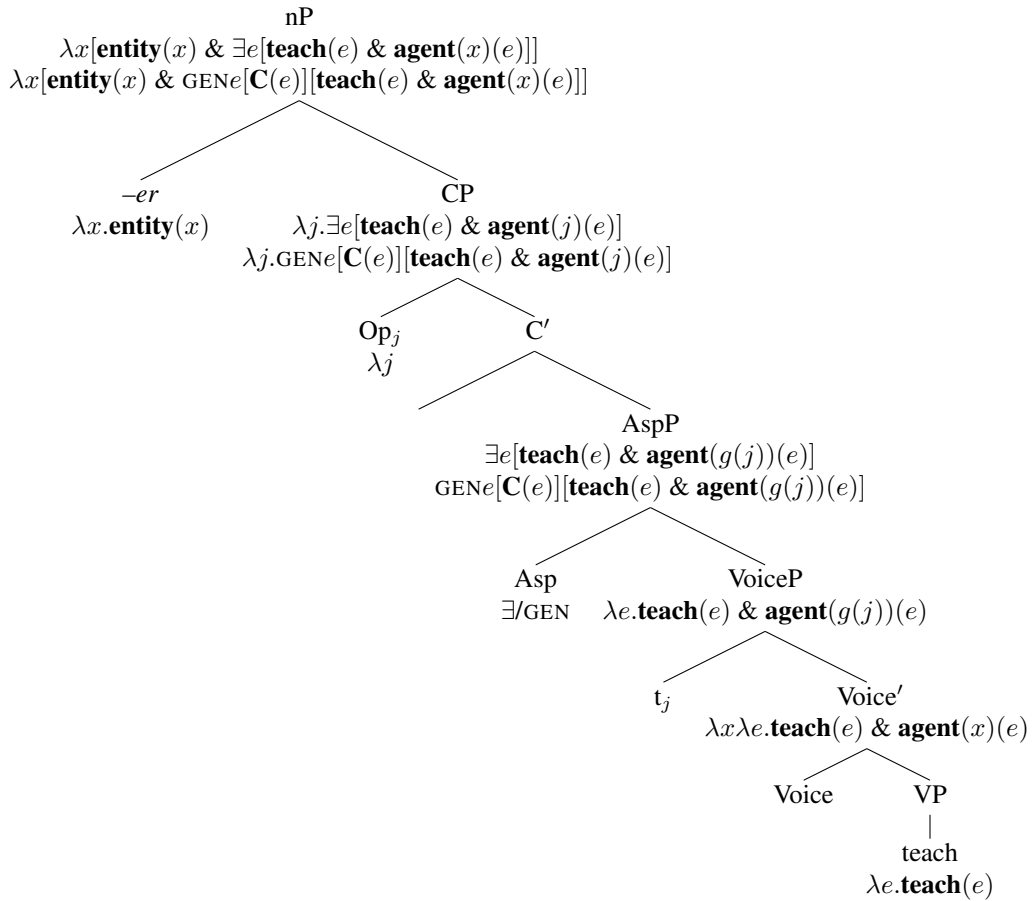 nP
λx[entity(x) & ∃e[teach(e) & agent(x)(e)]]
λx[entity(x) & GENe[C(e)][teach(e) & agent(x)(e)]]
–er CP
λx.entity(x) λj.∃e[teach(e) & agent(j)(e)]
λj.GENe[C(e)][teach(e) & agent(j)(e)]
Opⱼ C′
λj
AspP
∃e[teach(e) & agent(g(j))(e)]
GENe[C(e)][teach(e) & agent(g(j))(e)]
Asp VoiceP
∃/GEN λe.teach(e) & agent(g(j))(e)
tⱼ Voice′
λxλe.teach(e) & agent(x)(e)
Voice VP
teach
λe.teach(e)